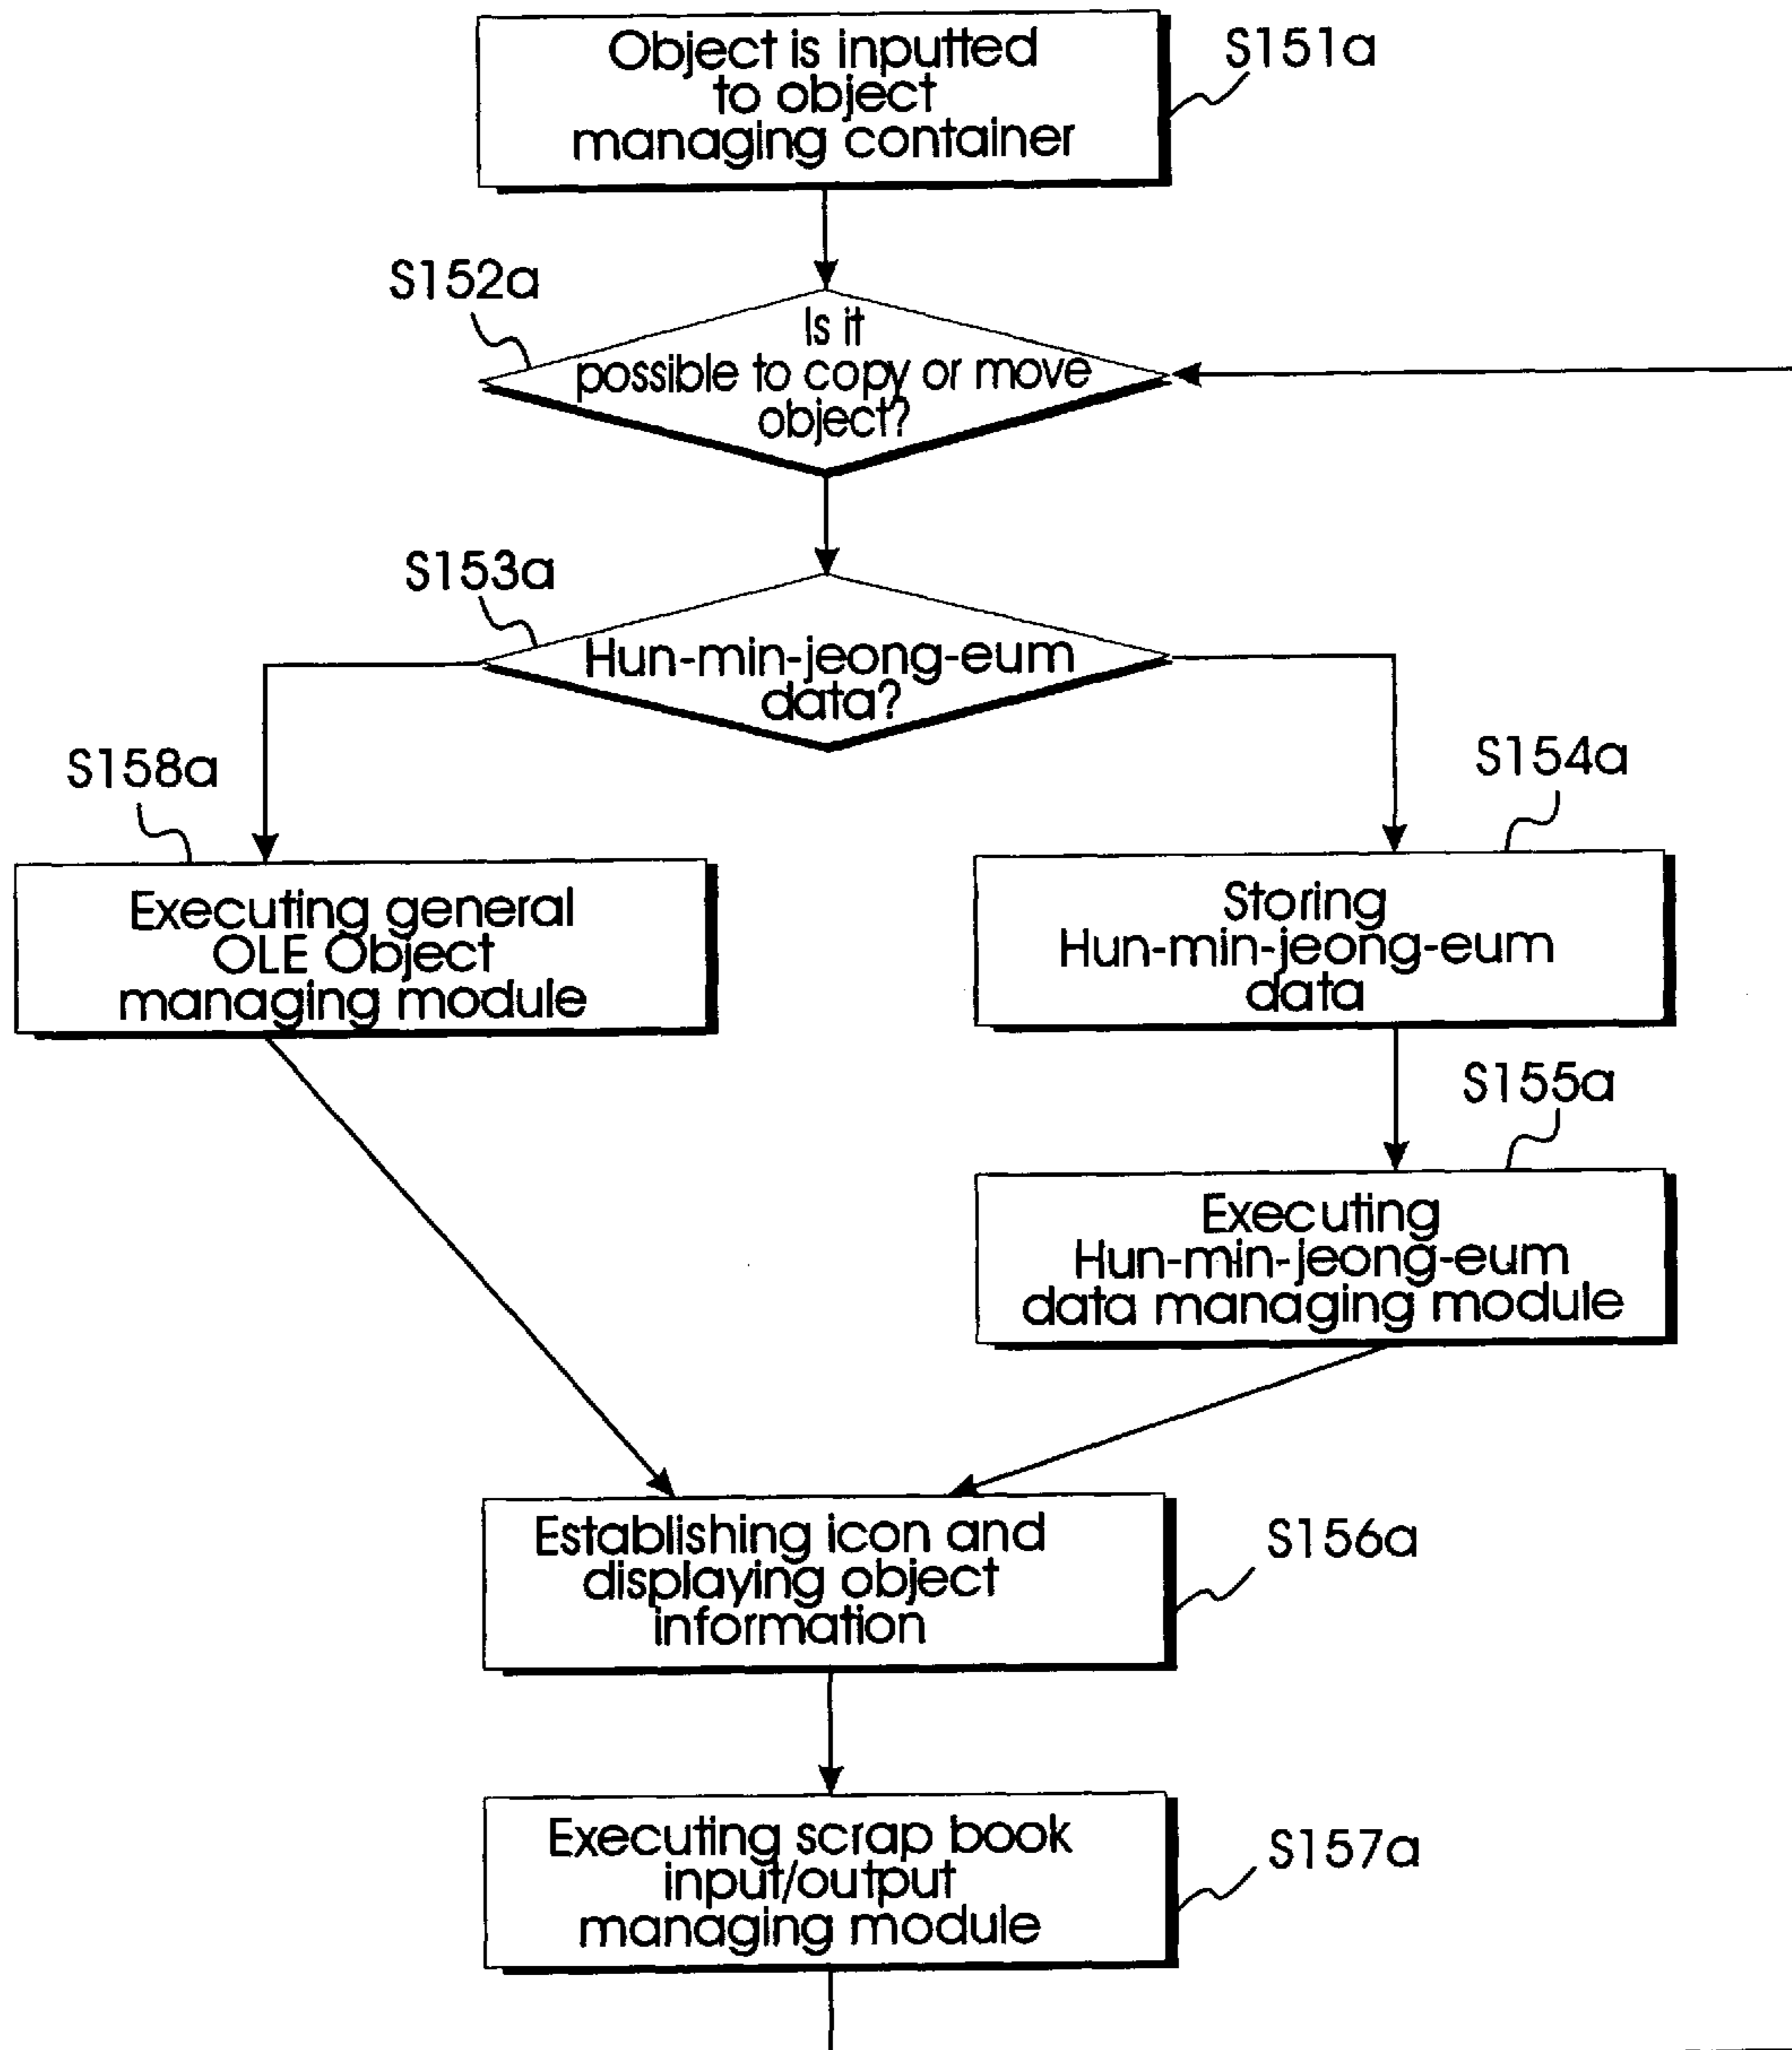 Object is inputted
to object
managing container
S151a
S152a
Is it
possible to copy or move
object?
S153a
Hun-min-jeong-eum
data?
S158a
S154a
Executing general
OLE Object
managing module
Storing
Hun-min-jeong-eum
data
S155a
Executing
Hun-min-jeong-eum
data managing module
Establishing icon and
displaying object
information
S156a
Executing scrap book
input/output
managing module
S157a